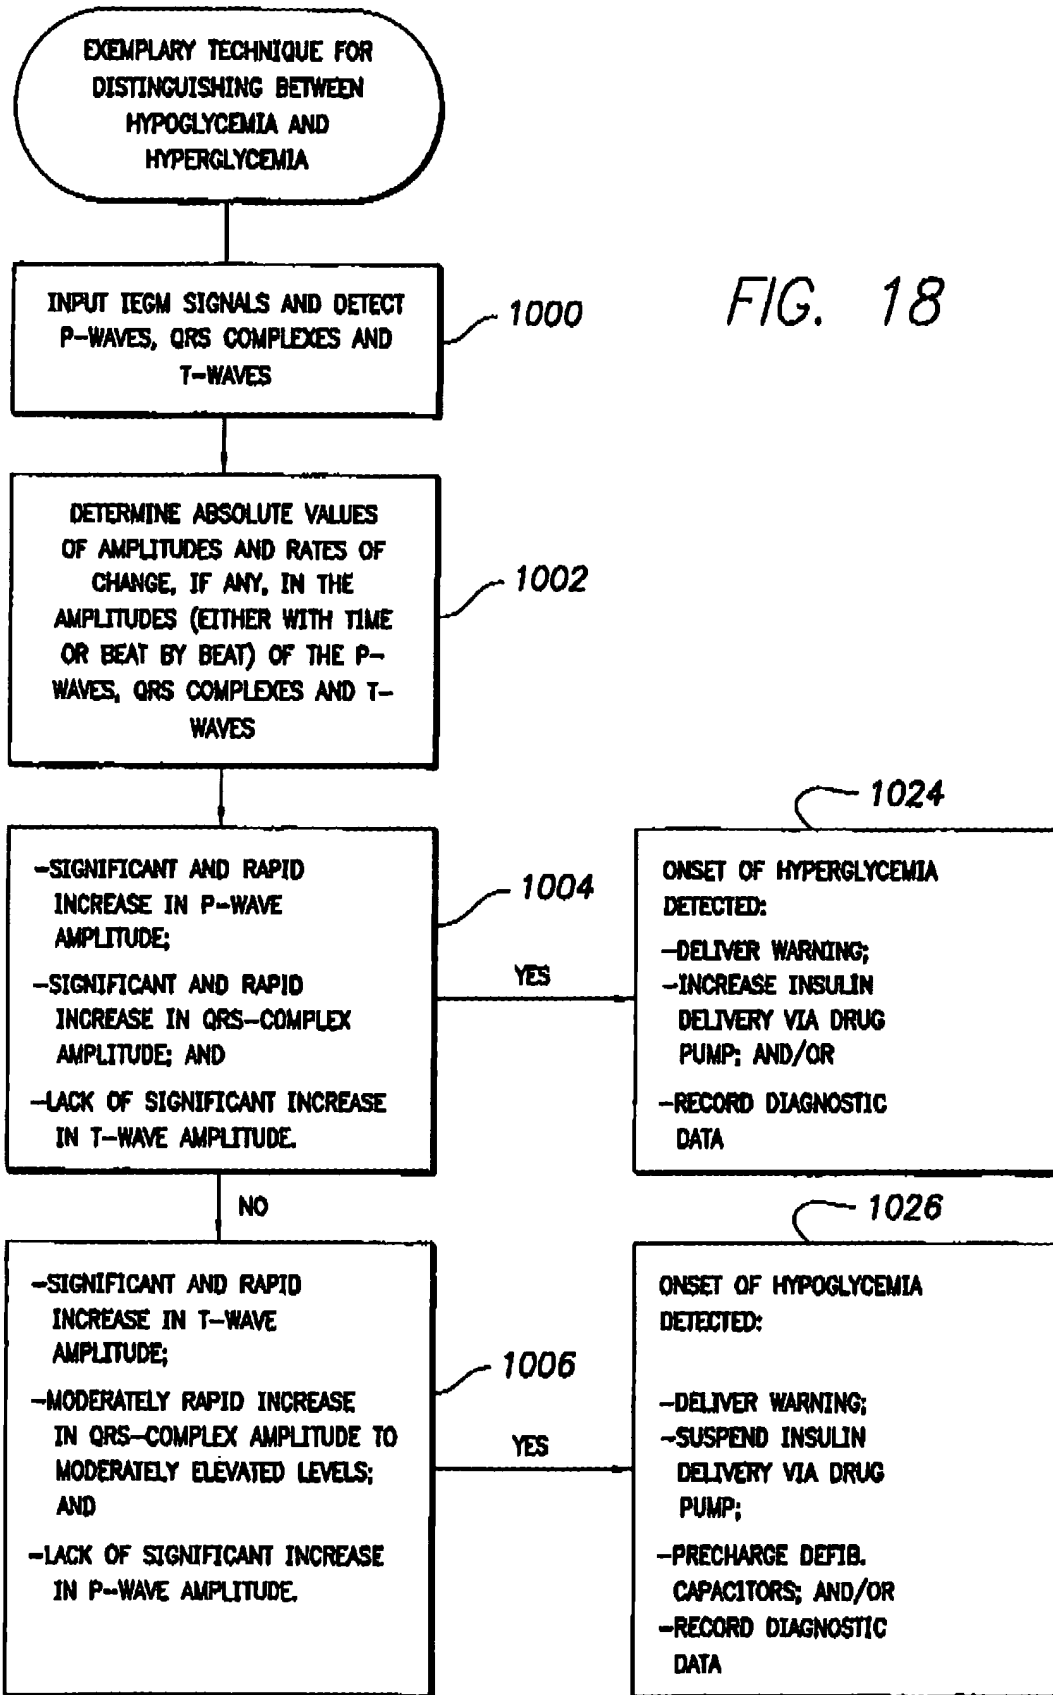 EXEMPLARY TECHNIQUE FOR
DISTINGUISHING BETWEEN
HYPOGLYCEMIA AND
HYPERGLYCEMIA
INPUT IEGM SIGNALS AND DETECT
P-WAVES, QRS COMPLEXES AND
T-WAVES
1000
FIG. 18
DETERMINE ABSOLUTE VALUES
OF AMPLITUDES AND RATES OF
CHANGE, IF ANY, IN THE
AMPLITUDES (EITHER WITH TIME
OR BEAT BY BEAT) OF THE P-
WAVES, QRS COMPLEXES AND T-
WAVES
1002
-SIGNIFICANT AND RAPID
INCREASE IN P-WAVE
AMPLITUDE;
-SIGNIFICANT AND RAPID
INCREASE IN QRS-COMPLEX
AMPLITUDE; AND
-LACK OF SIGNIFICANT INCREASE
IN T-WAVE AMPLITUDE.
1004
YES
1024
ONSET OF HYPERGLYCEMIA
DETECTED:
-DELIVER WARNING;
-INCREASE INSULIN
DELIVERY VIA DRUG
PUMP; AND/OR
-RECORD DIAGNOSTIC
DATA
NO
-SIGNIFICANT AND RAPID
INCREASE IN T-WAVE
AMPLITUDE;
-MODERATELY RAPID INCREASE
IN QRS-COMPLEX AMPLITUDE TO
MODERATELY ELEVATED LEVELS;
AND
-LACK OF SIGNIFICANT INCREASE
IN P-WAVE AMPLITUDE.
1006
YES
1026
ONSET OF HYPOGLYCEMIA
DETECTED:
-DELIVER WARNING;
-SUSPEND INSULIN
DELIVERY VIA DRUG
PUMP;
-PRECHARGE DEFIB.
CAPACITORS; AND/OR
-RECORD DIAGNOSTIC
DATA